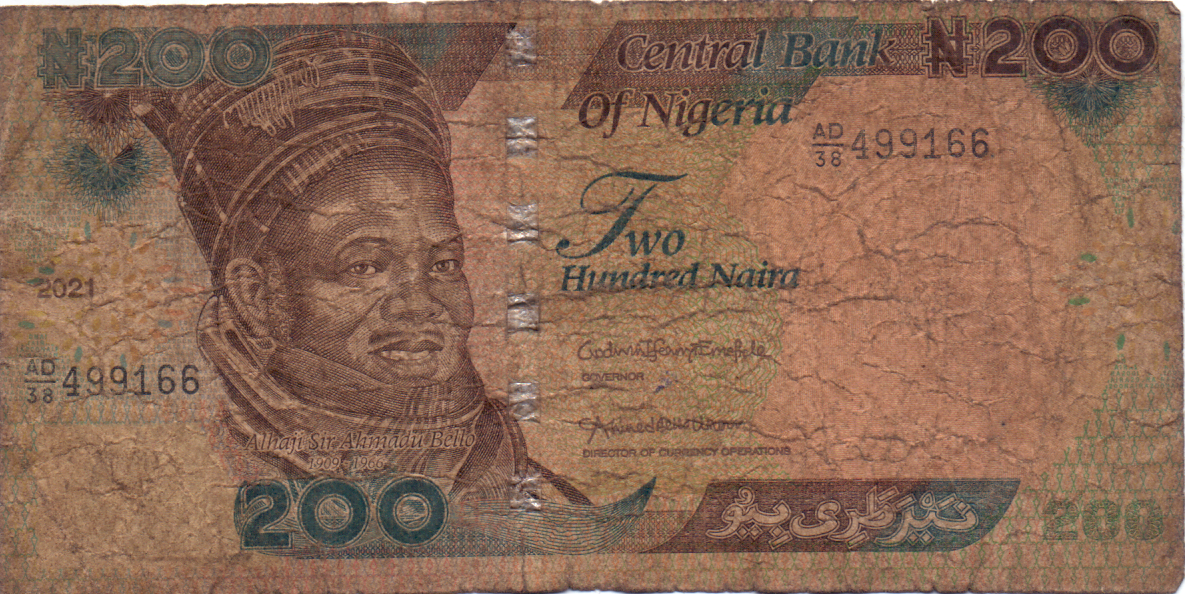 ₦200
Central Bank
Of Nigeria
₦200
AD/38 499166
Two
Hundred Naira
2021
GOVERNOR
AD/38 499166
DIRECTOR OF CURRENCY OPERATIONS
Alhaji Sir Ahmadu Bello
1909 - 1966
200
نَيْرَ طَرِى بِيُو
200